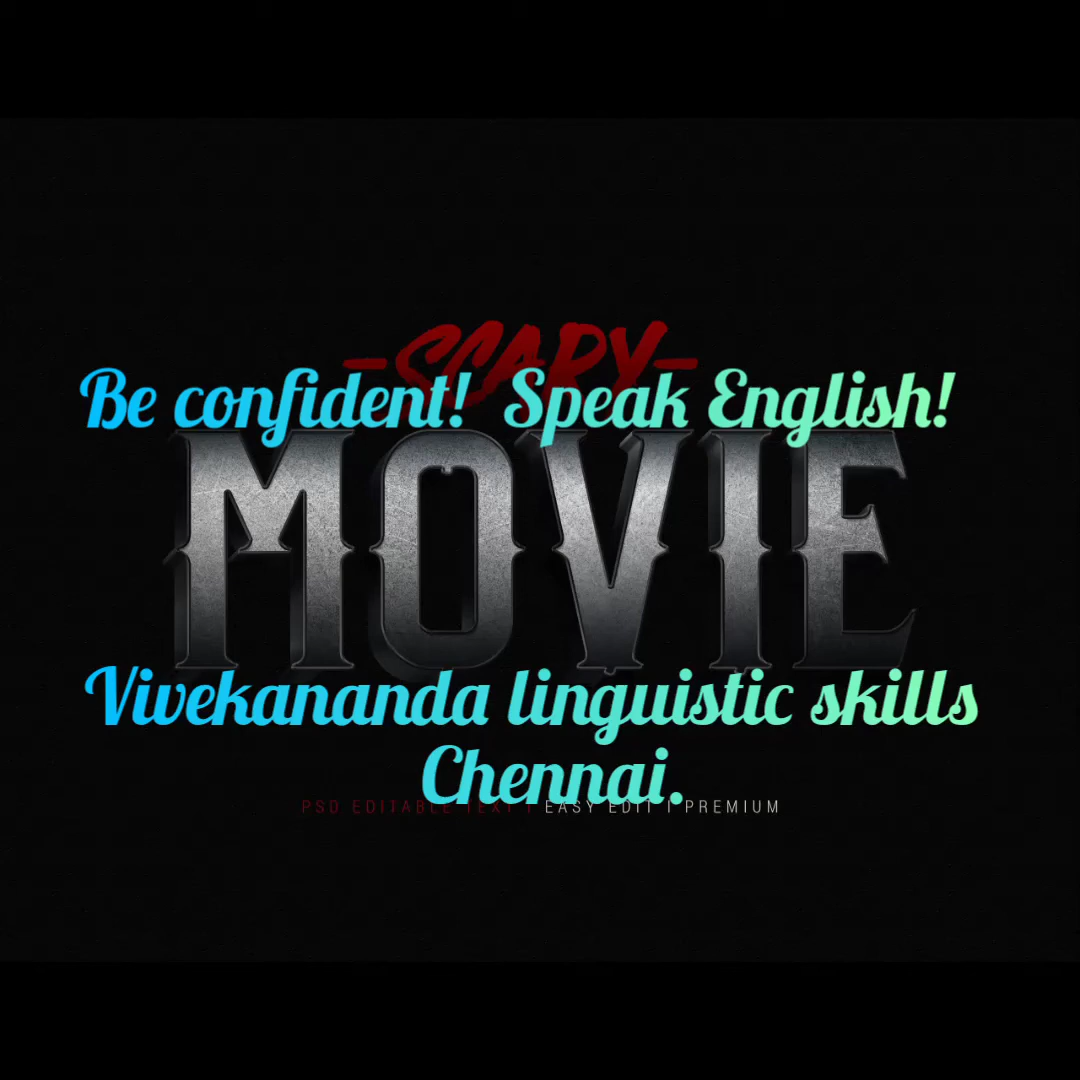 -SCARY-
Be confident! Speak English!
MOVIE
Vivekananda linguistic skills
Chennai.
PSD EDITABLE TEXT | EASY EDIT | PREMIUM